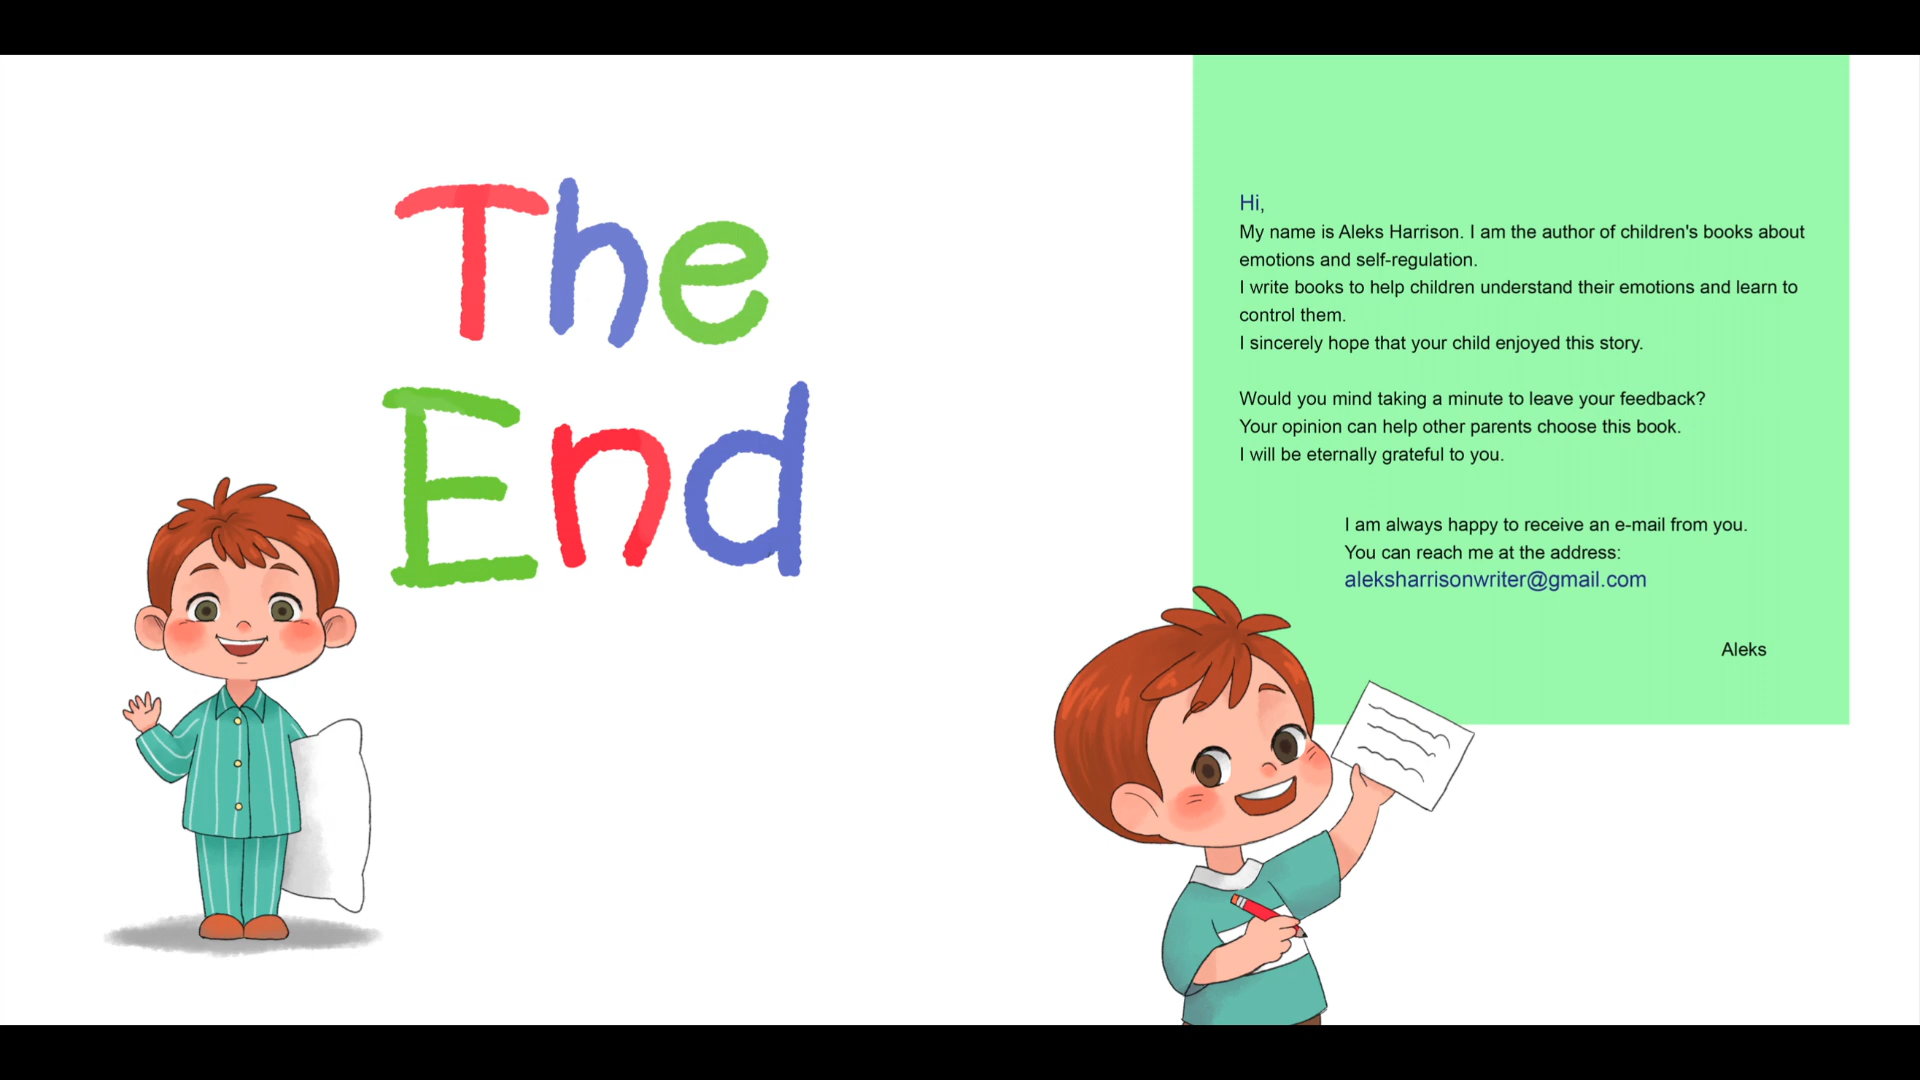 The
End
Hi,
My name is Aleks Harrison. I am the author of children's books about
emotions and self-regulation.
I write books to help children understand their emotions and learn to
control them.
I sincerely hope that your child enjoyed this story.
Would you mind taking a minute to leave your feedback?
Your opinion can help other parents choose this book.
I will be eternally grateful to you.
I am always happy to receive an e-mail from you.
You can reach me at the address:
aleksharrisonwriter@gmail.com
Aleks